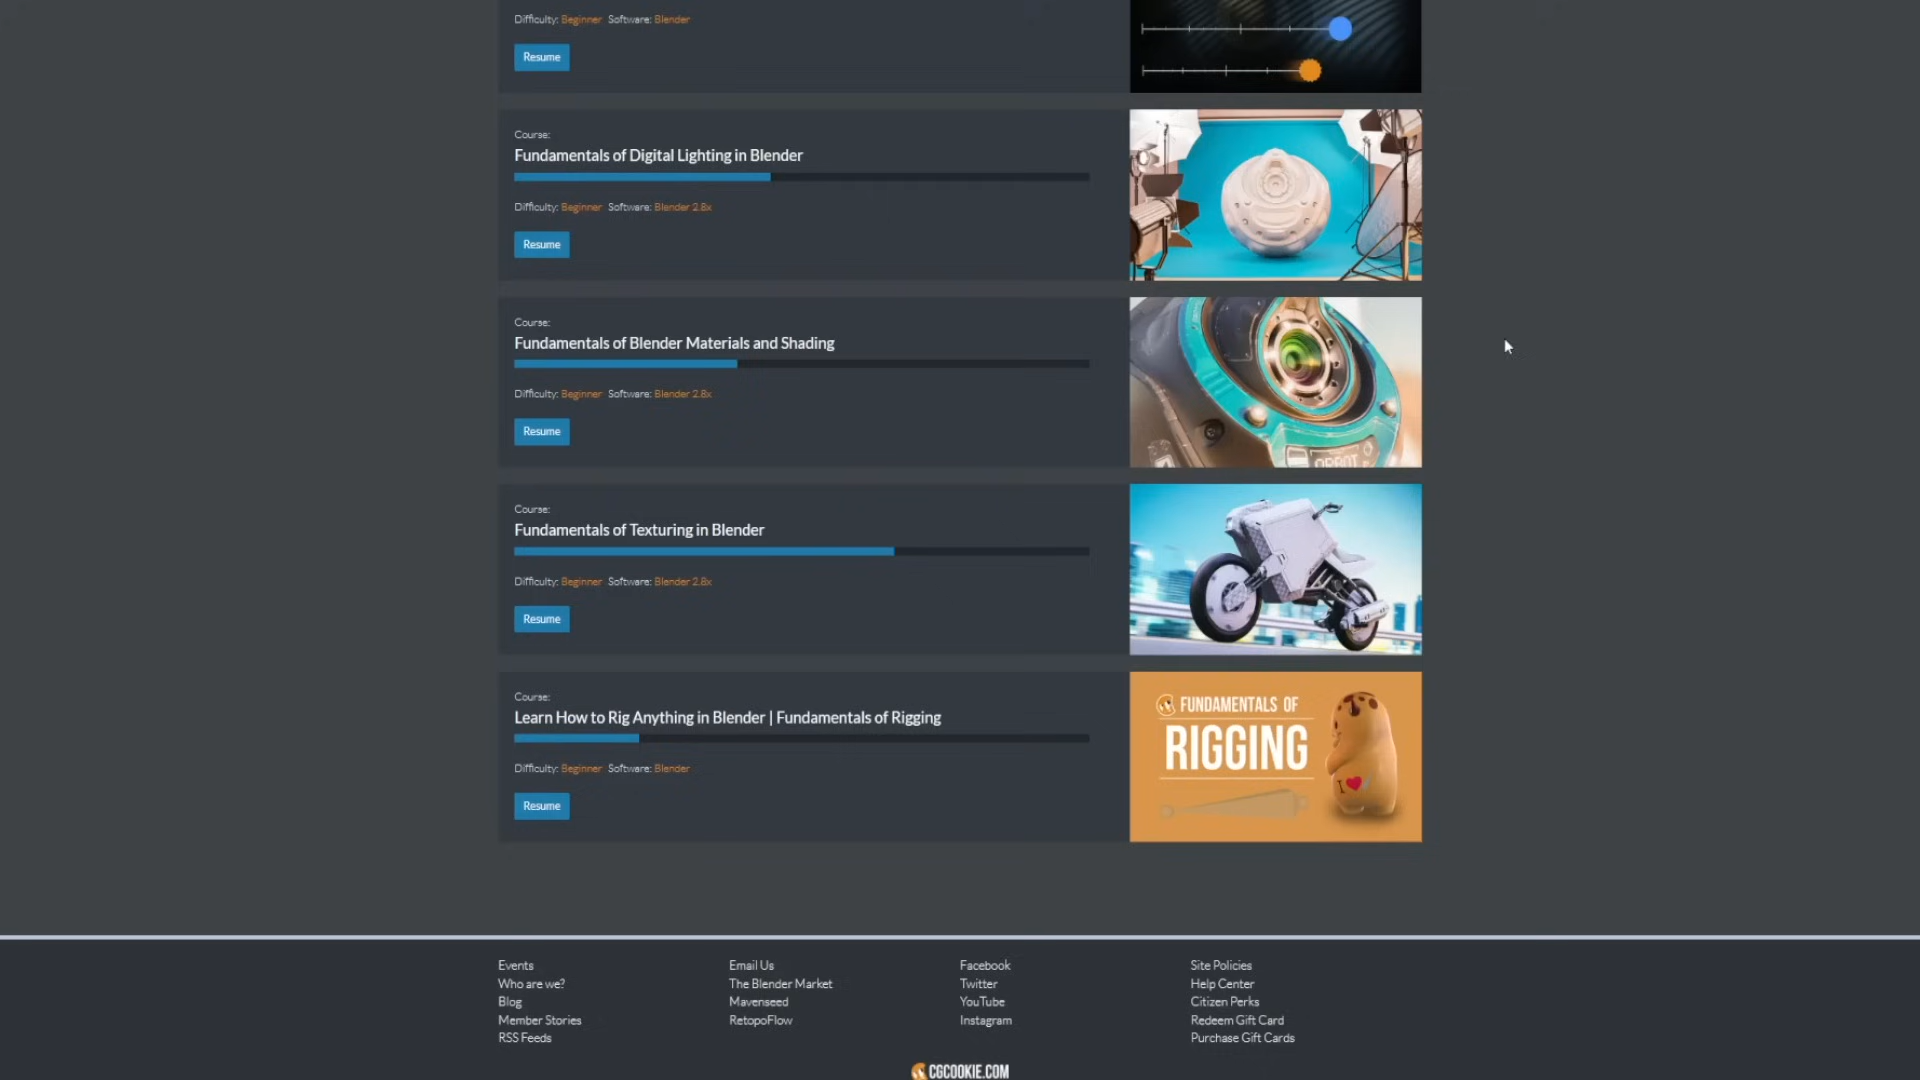 Difficulty: Beginner Software: Blender
Resume
Course:
Fundamentals of Digital Lighting in Blender
Difficulty: Beginner Software: Blender 2.8x
Resume
Course:
Fundamentals of Blender Materials and Shading
Difficulty: Beginner Software: Blender 2.8x
Resume
ORBOT
Course:
Fundamentals of Texturing in Blender
Difficulty: Beginner Software: Blender 2.8x
Resume
Course:
Learn How to Rig Anything in Blender | Fundamentals of Rigging
Difficulty: Beginner Software: Blender
Resume
FUNDAMENTALS OF
RIGGING
I
Events
Who are we?
Blog
Member Stories
RSS Feeds
Email Us
The Blender Market
Mavenseed
RetopoFlow
Facebook
Twitter
YouTube
Instagram
Site Policies
Help Center
Citizen Perks
Redeem Gift Card
Purchase Gift Cards
CGCOOKIE.COM